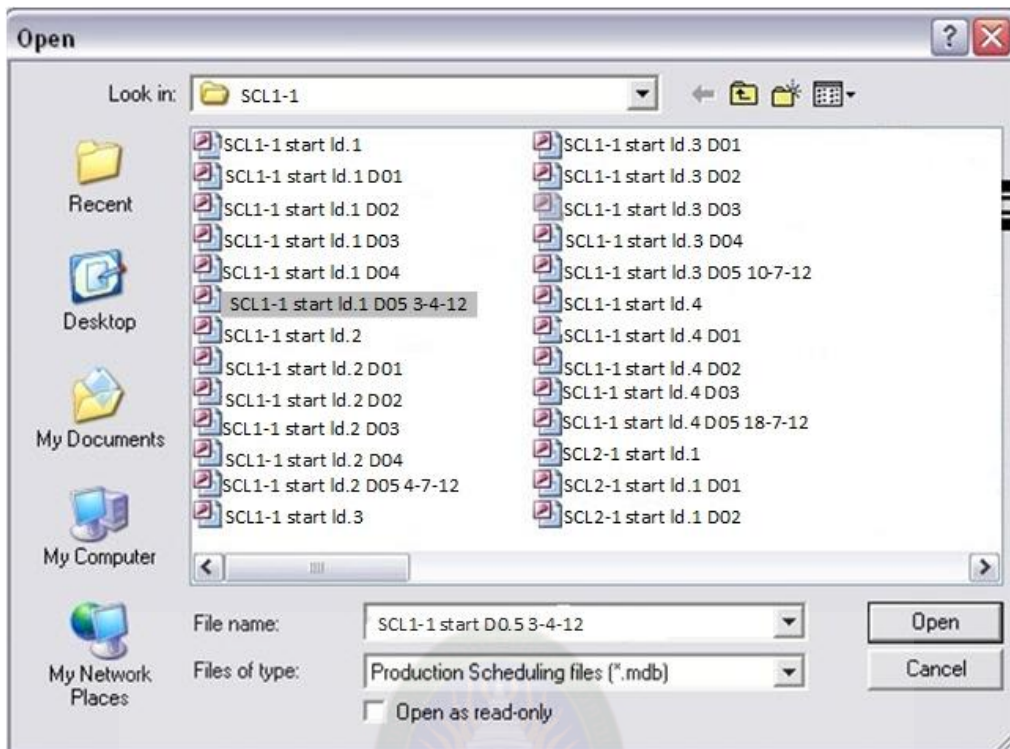 Open
Look in:
SCL1-1
Recent
Desktop
My Documents
My Computer
My Network
Places
SCL1-1 start ld.1
SCL1-1 start ld.1 D01
SCL1-1 start ld.1 D02
SCL1-1 start ld.1 D03
SCL1-1 start ld.1 D04
SCL1-1 start ld.1 D05 3-4-12
SCL1-1 start ld.2
SCL1-1 start ld.2 D01
SCL1-1 start ld.2 D02
SCL1-1 start ld.2 D03
SCL1-1 start ld.2 D04
SCL1-1 start ld.2 D05 4-7-12
SCL1-1 start ld.3
SCL1-1 start ld.3 D01
SCL1-1 start ld.3 D02
SCL1-1 start ld.3 D03
SCL1-1 start ld.3 D04
SCL1-1 start ld.3 D05 10-7-12
SCL1-1 start ld.4
SCL1-1 start ld.4 D01
SCL1-1 start ld.4 D02
SCL1-1 start ld.4 D03
SCL1-1 start ld.4 D05 18-7-12
SCL2-1 start ld.1
SCL2-1 start ld.1 D01
SCL2-1 start ld.1 D02
File name:
SCL1-1 start D0.5 3-4-12
Open
Files of type:
Production Scheduling files (*.mdb)
Cancel
Open as read-only